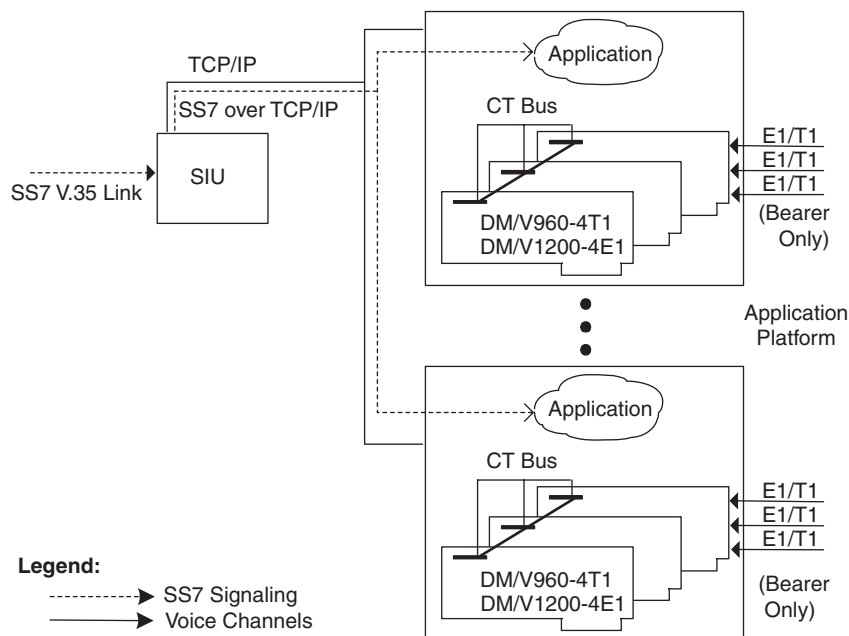 Application
TCP/IP
SS7 over TCP/IP
CT Bus
E1/T1
E1/T1
E1/T1
SIU
SS7 V.35 Link
DM/V960-4T1
DM/V1200-4E1
(Bearer
Only)
Application
Platform
Application
CT Bus
E1/T1
E1/T1
E1/T1
DM/V960-4T1
DM/V1200-4E1
(Bearer
Only)
Legend:
SS7 Signaling
Voice Channels